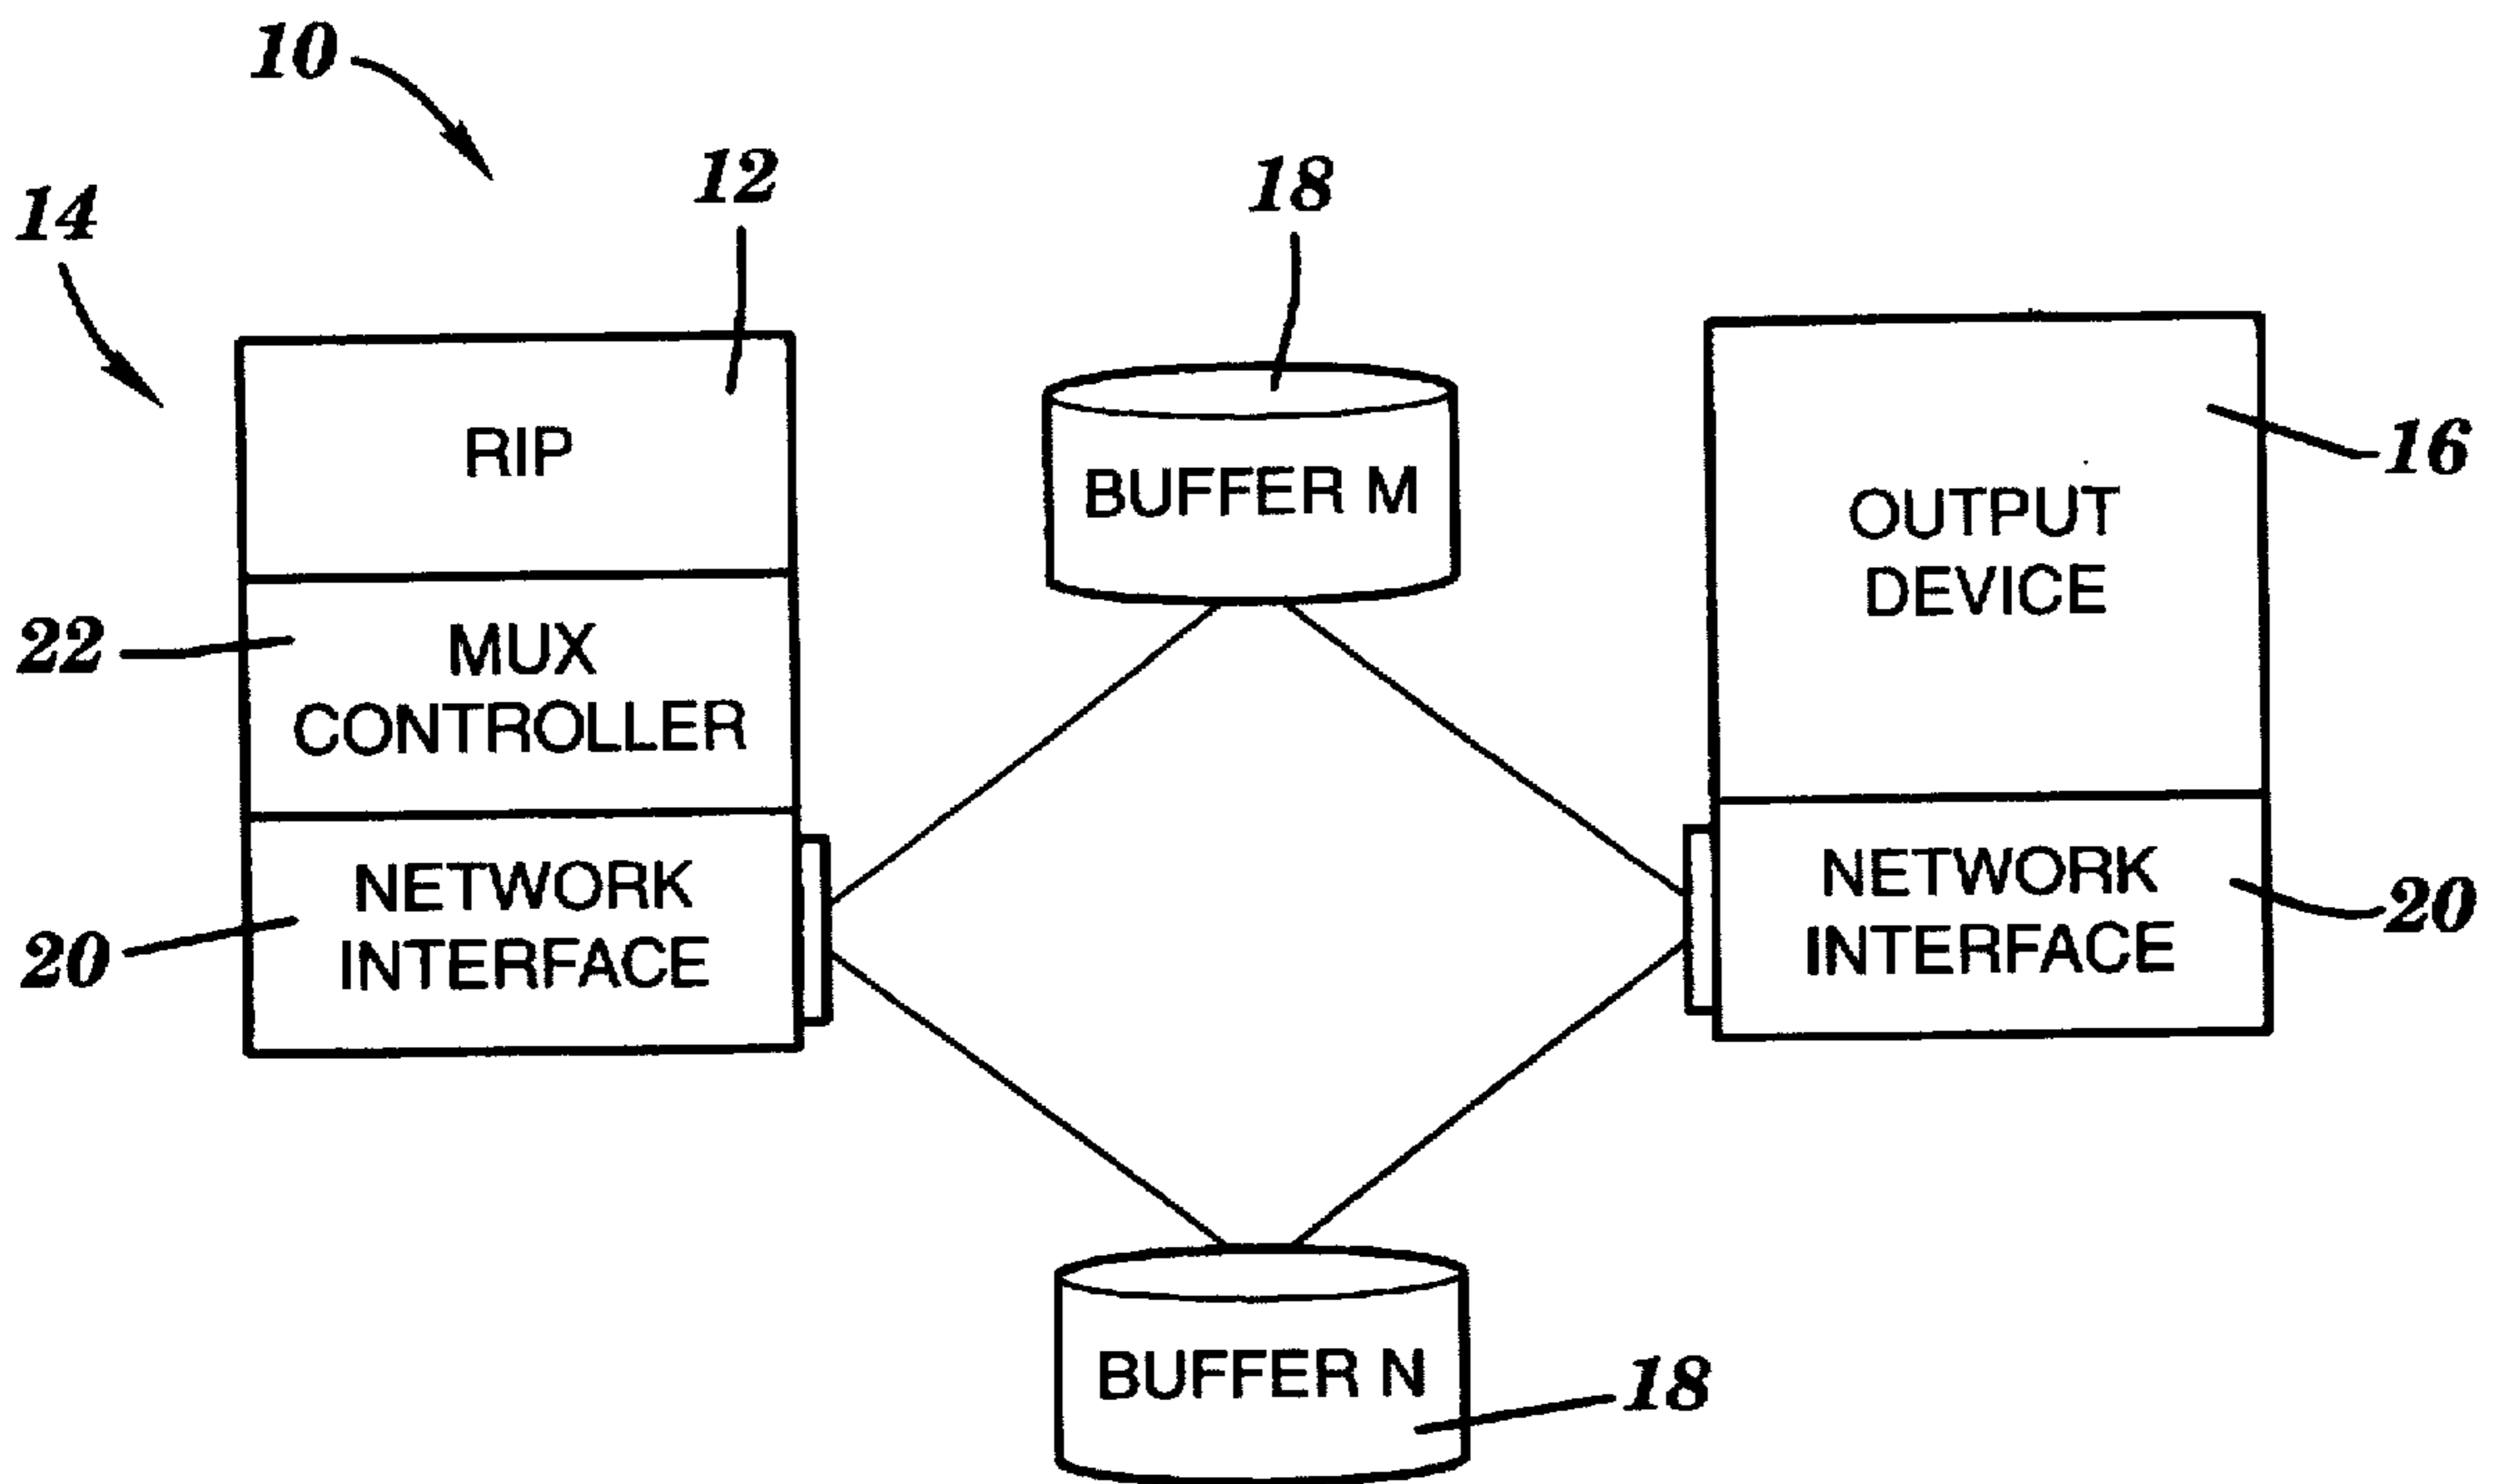 10
12
18
14
RIP
BUFFER M
16
OUTPUT
DEVICE
22
MUX
CONTROLLER
NETWORK
INTERFACE
20
NETWORK
INTERFACE
20
BUFFER N
18